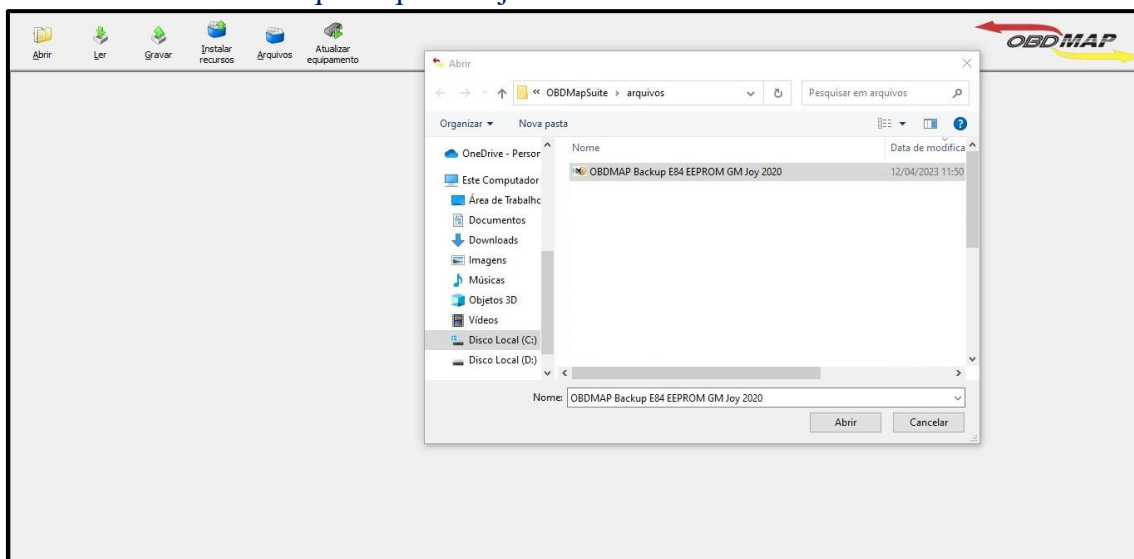 Abrir
Ler
Gravar
Instalar recursos
Arquivos
Atualizar equipamento
OBDMAP
Abrir
« OBDMapSuite › arquivos
Pesquisar em arquivos
Organizar
Nova pasta
OneDrive - Person
Este Computador
Área de Trabalho
Documentos
Downloads
Imagens
Músicas
Objetos 3D
Vídeos
Disco Local (C:)
Disco Local (D:)
Nome
Data de modifica
OBDMAP Backup E84 EEPROM GM Joy 2020
12/04/2023 11:50
Nome:
OBDMAP Backup E84 EEPROM GM Joy 2020
Abrir
Cancelar